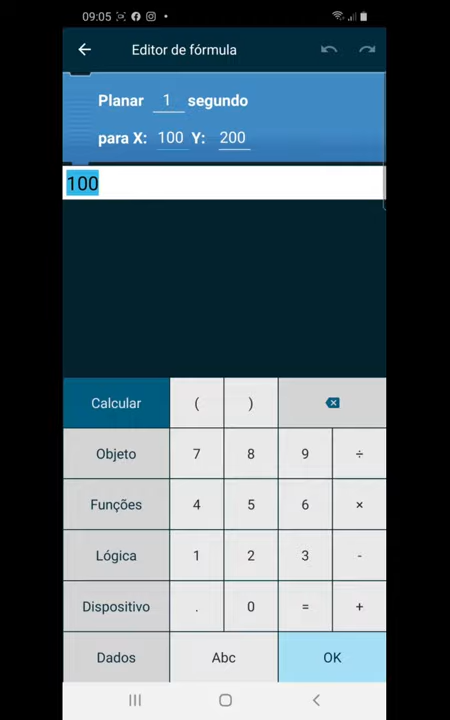 09:05
Editor de fórmula
Planar 1 segundo
para X: 100 Y: 200
100
Calcular ( )
Objeto 7 8 9 ÷
Funções 4 5 6 ×
Lógica 1 2 3 -
Dispositivo . 0 = +
Dados Abc OK